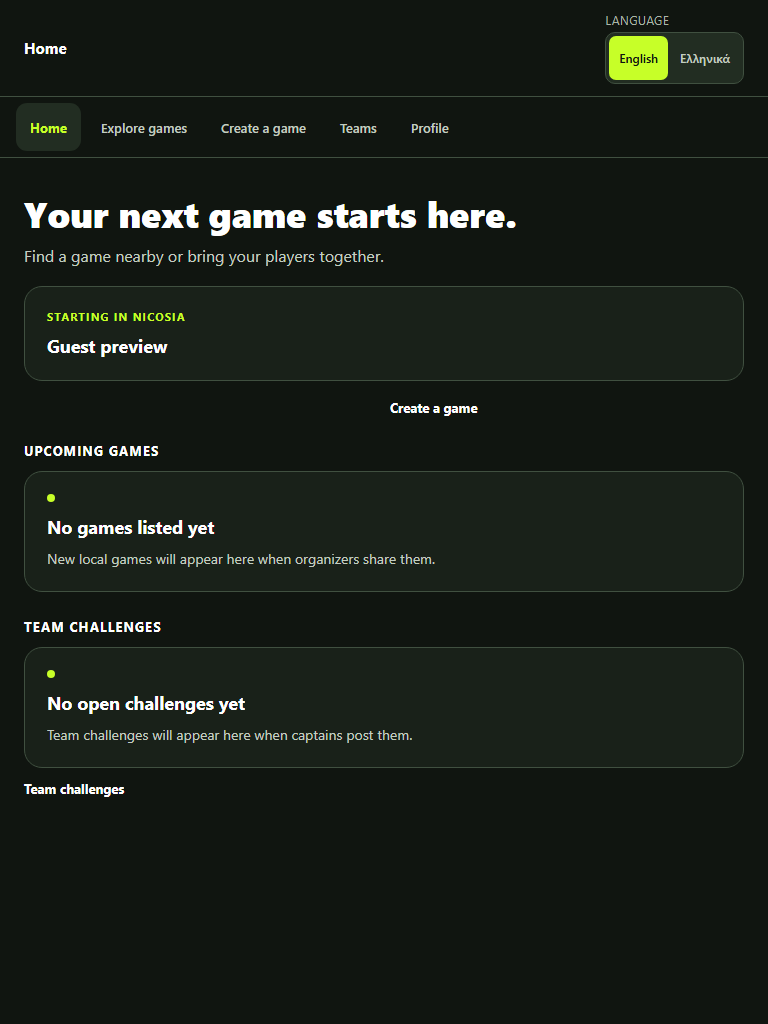 Home
LANGUAGE
English
Ελληνικά
Home
Explore games
Create a game
Teams
Profile
Your next game starts here.
Find a game nearby or bring your players together.
STARTING IN NICOSIA
Guest preview
Create a game
UPCOMING GAMES
No games listed yet
New local games will appear here when organizers share them.
TEAM CHALLENGES
No open challenges yet
Team challenges will appear here when captains post them.
Team challenges